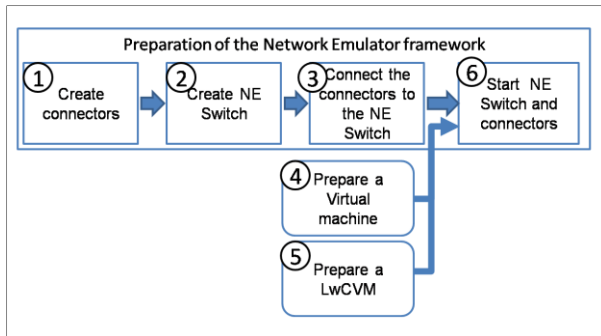 Preparation of the Network Emulator framework
1
Create
connectors
2
Create NE
Switch
3
Connect the
connectors to
the NE
Switch
6
Start NE
Switch and
connectors
4
Prepare a
Virtual
machine
5
Prepare a
LwCVM